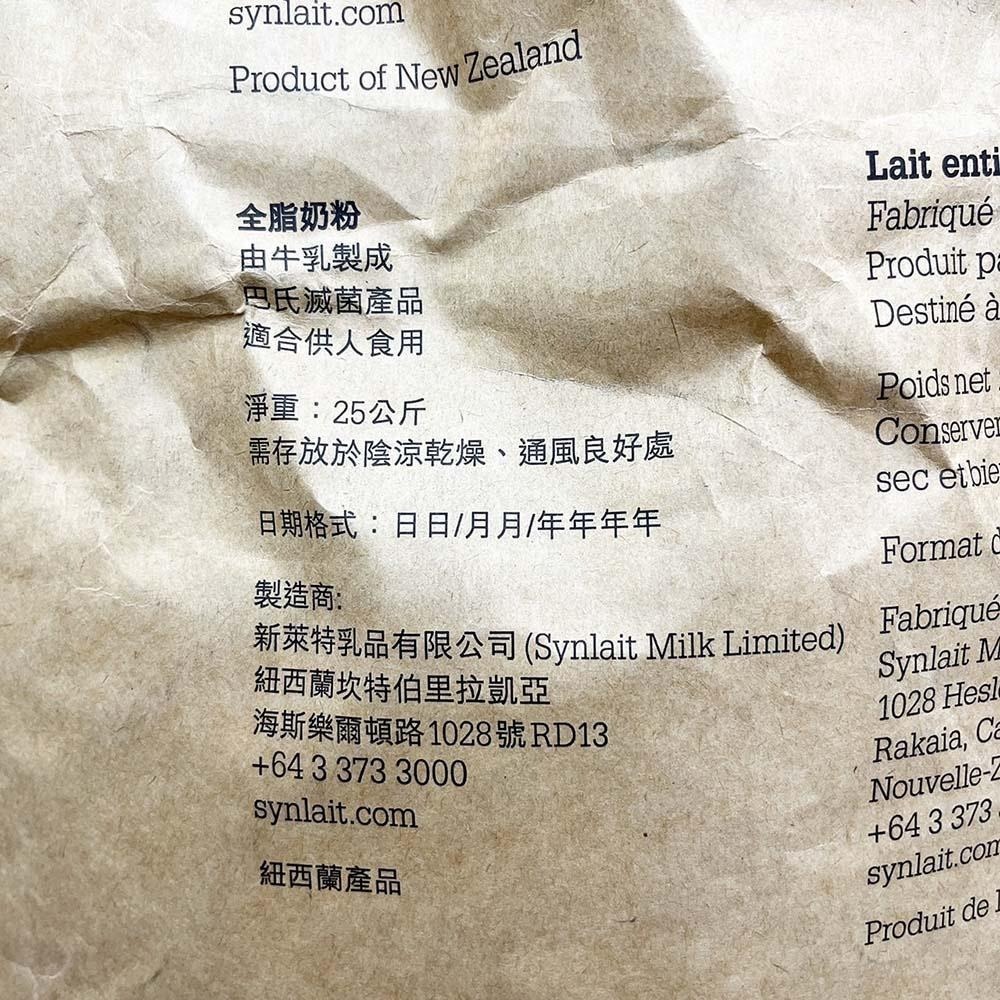 synlait.com
Product of New Zealand
全脂奶粉
由牛乳製成
巴氏滅菌產品
適合供人食用
淨重：25公斤
需存放於陰涼乾燥、通風良好處
日期格式：日日/月月/年年年年
製造商:
新萊特乳品有限公司 (Synlait Milk Limited)
紐西蘭坎特伯里拉凱亞
海斯樂爾頓路1028號RD13
+64 3 373 3000
synlait.com
紐西蘭產品
Lait enti
Fabriqué
Produit pa
Destiné à
Poids net
Conserver
sec et bie
Format d
Fabriqué
Synlait M
1028 Hesl
Rakaia, Ca
Nouvelle-Z
+64 3 373
synlait.com
Produit de